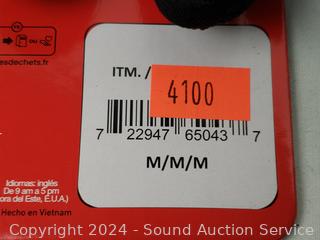 FR
OU
esdechets.fr
ITM. /
4100
7 22947 65043 7
M/M/M
Idiomas: inglés
De 9 am a 5 pm
ora del Este, E.U.A.)
Hecho en Vietnam
Copyright © 2024 - Sound Auction Service